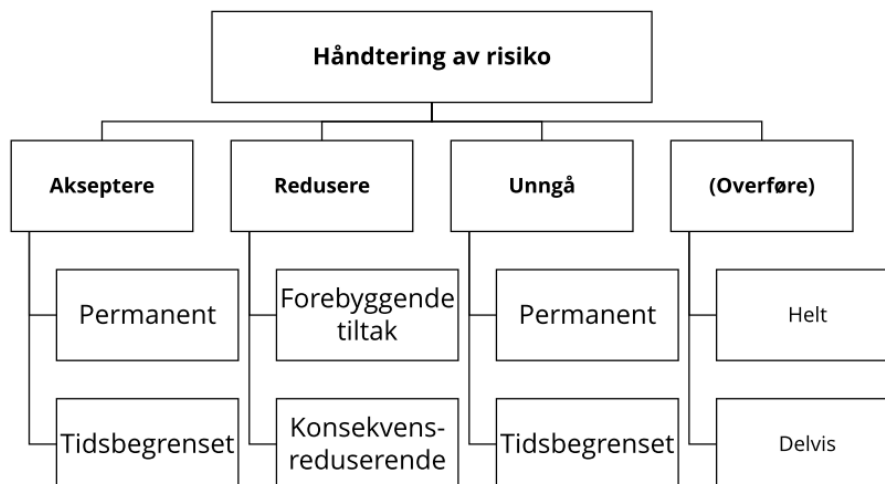 Håndtering av risiko
Akseptere
Redusere
Unngå
(Overføre)
Permanent
Forebyggende
tiltak
Permanent
Helt
Tidsbegrenset
Konsekvens-
reduserende
Tidsbegrenset
Delvis